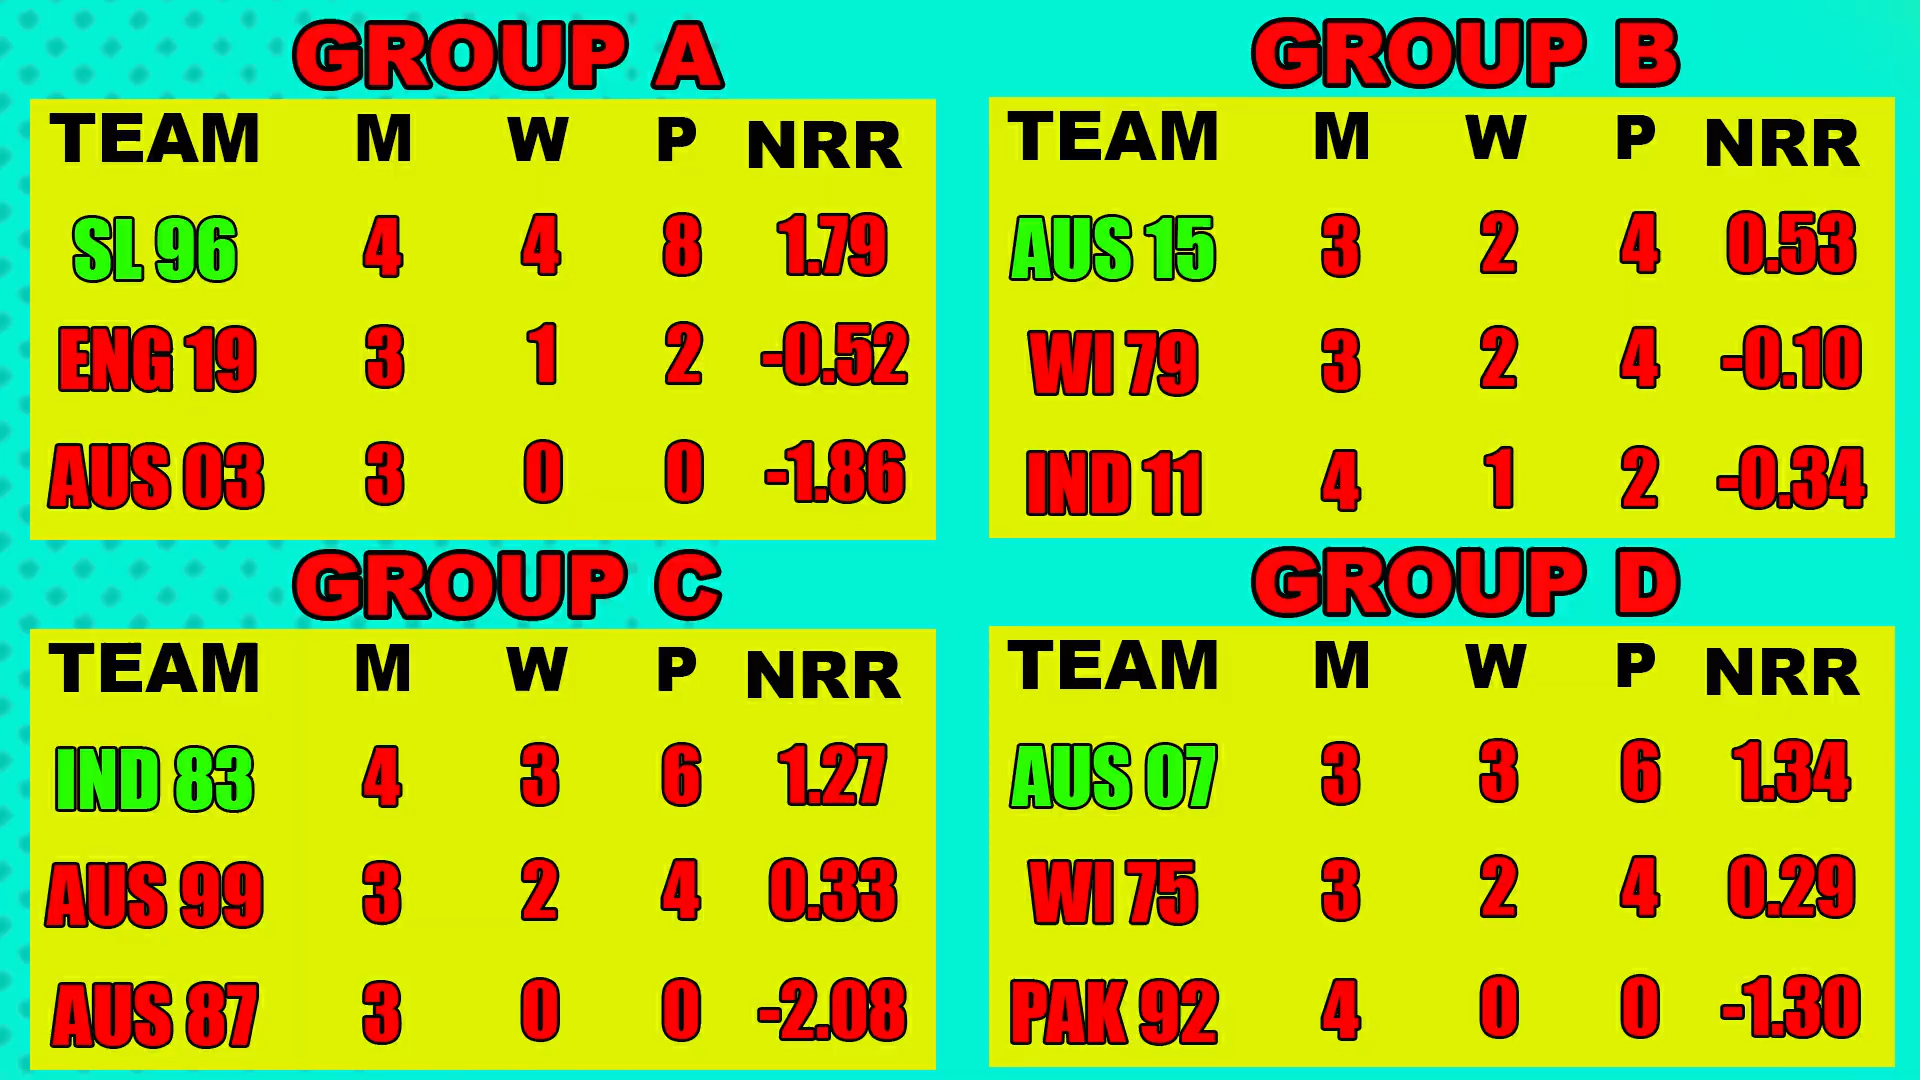 GROUP A
TEAM M W P NRR
SL 96 4 4 8 1.79
ENG 19 3 1 2 -0.52
AUS 03 3 0 0 -1.86
GROUP B
TEAM M W P NRR
AUS 15 3 2 4 0.53
WI 79 3 2 4 -0.10
IND 11 4 1 2 -0.34
GROUP C
TEAM M W P NRR
IND 83 4 3 6 1.27
AUS 99 3 2 4 0.33
AUS 87 3 0 0 -2.08
GROUP D
TEAM M W P NRR
AUS 07 3 3 6 1.34
WI 75 3 2 4 0.29
PAK 92 4 0 0 -1.30